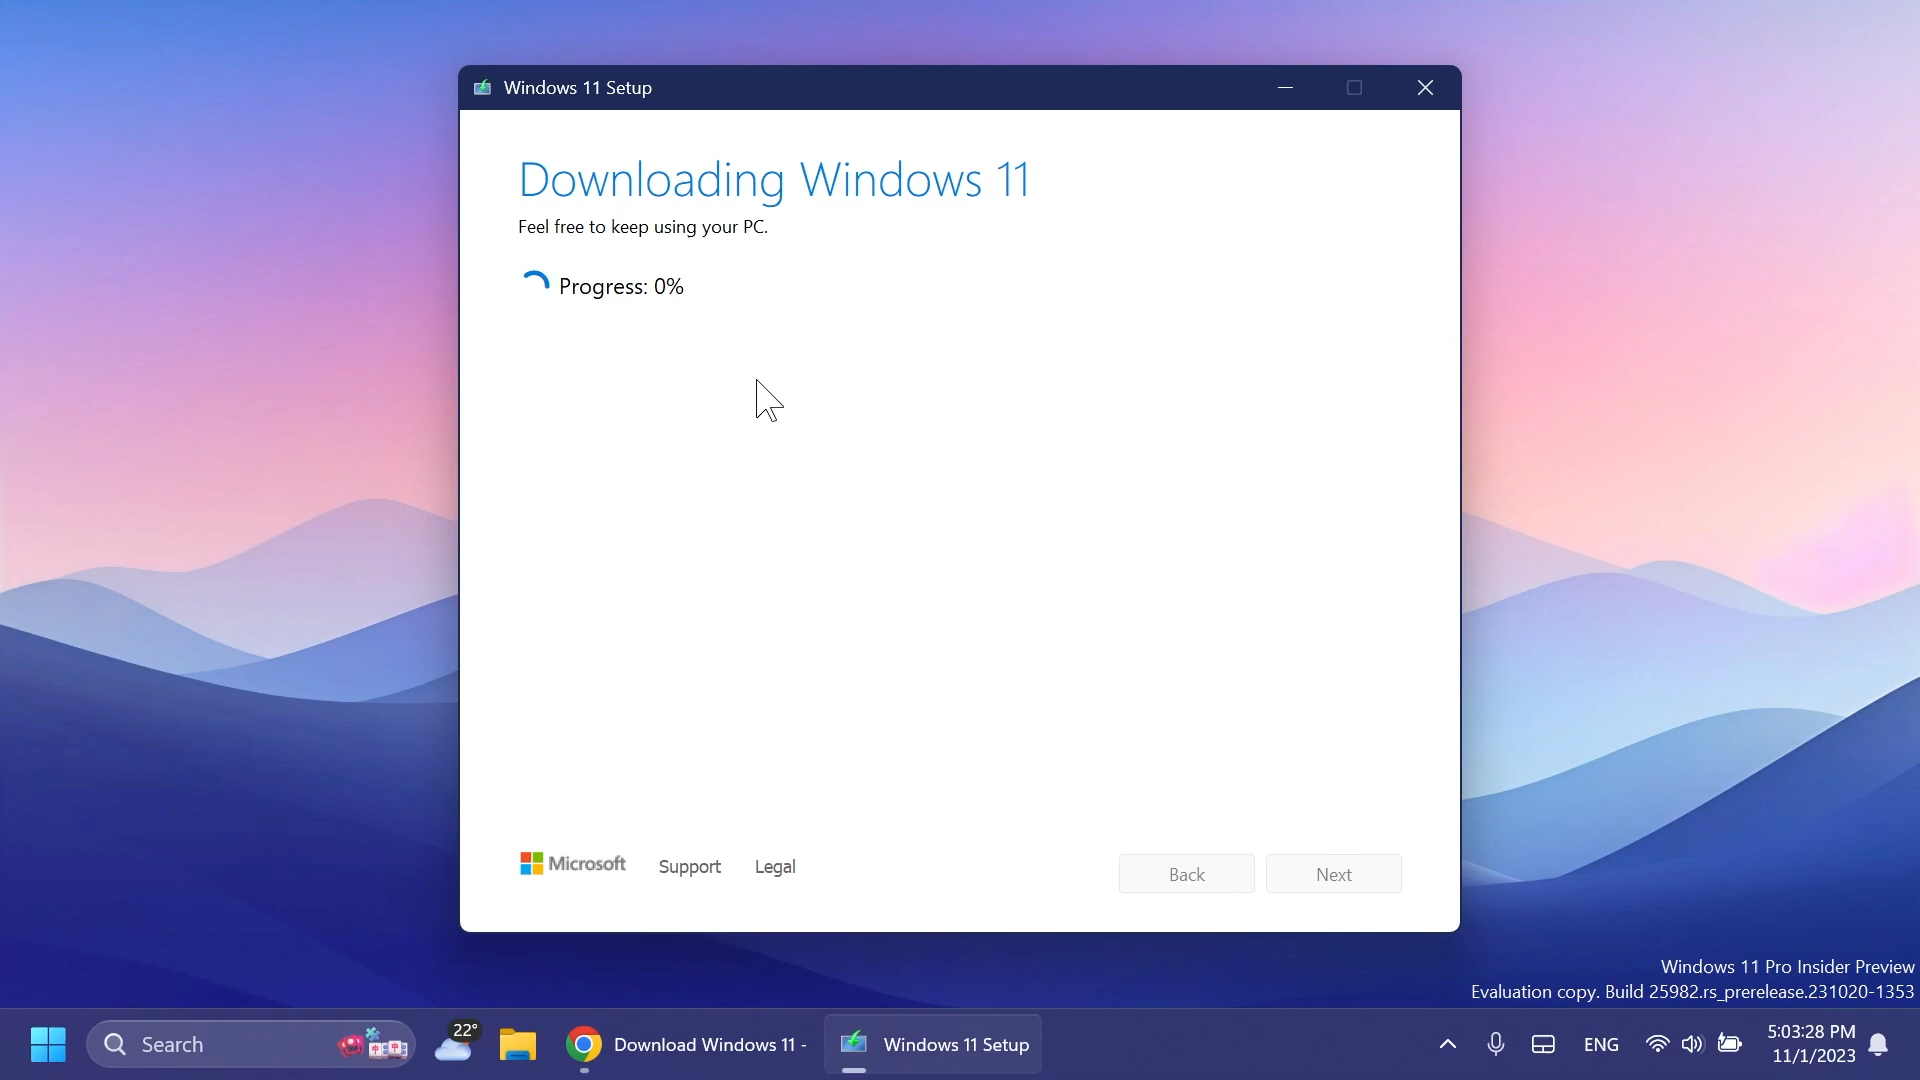 Windows 11 Setup
Downloading Windows 11
Feel free to keep using your PC.
Progress: 0%
Microsoft
Support
Legal
Back
Next
Windows 11 Pro Insider Preview
Evaluation copy. Build 25982.rs_prerelease.231020-1353
Search
22°
Download Windows 11 -
Windows 11 Setup
ENG
5:03:28 PM
11/1/2023